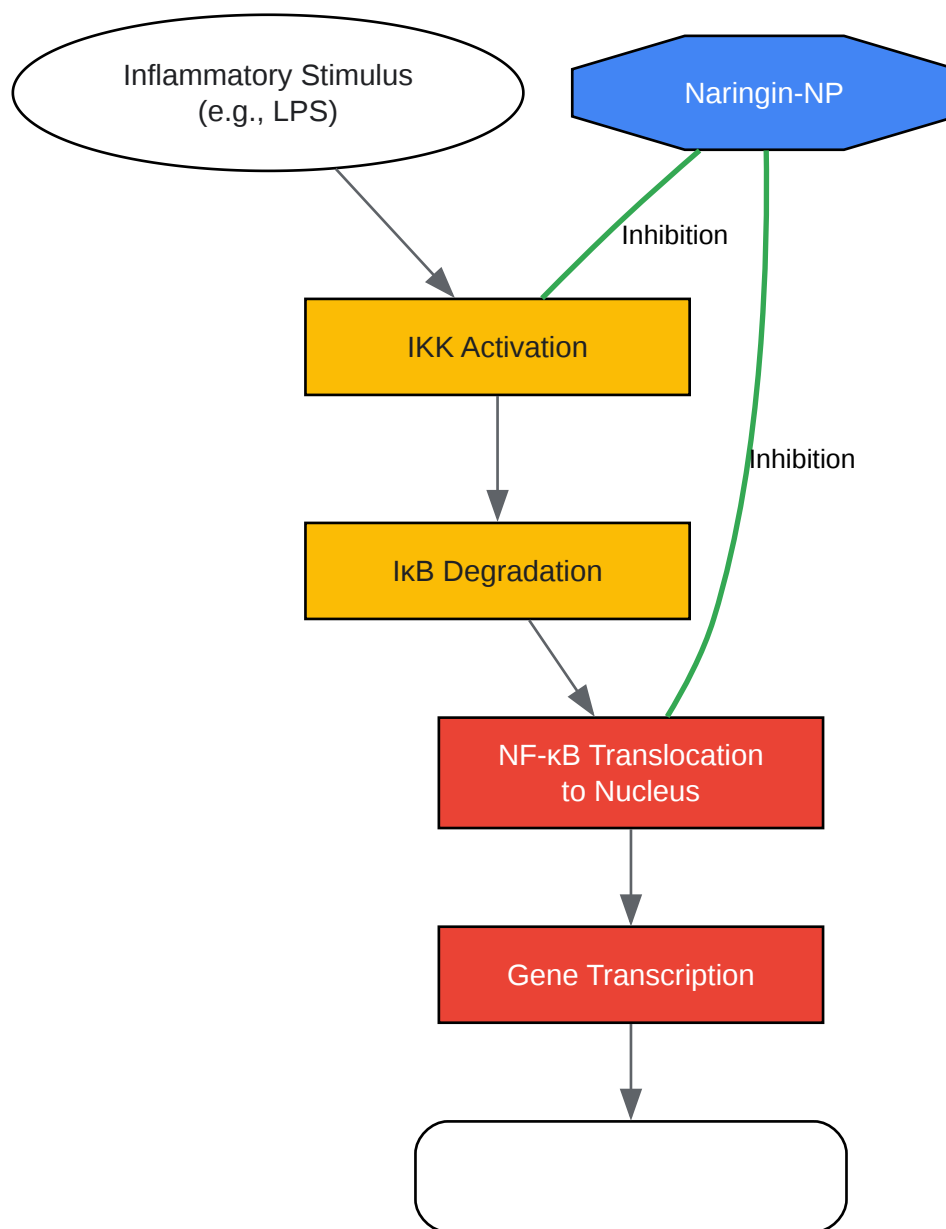 Inflammatory Stimulus
(e.g., LPS)
Naringin-NP
Inhibition
IKK Activation
Inhibition
IκB Degradation
NF-κB Translocation
to Nucleus
Gene Transcription